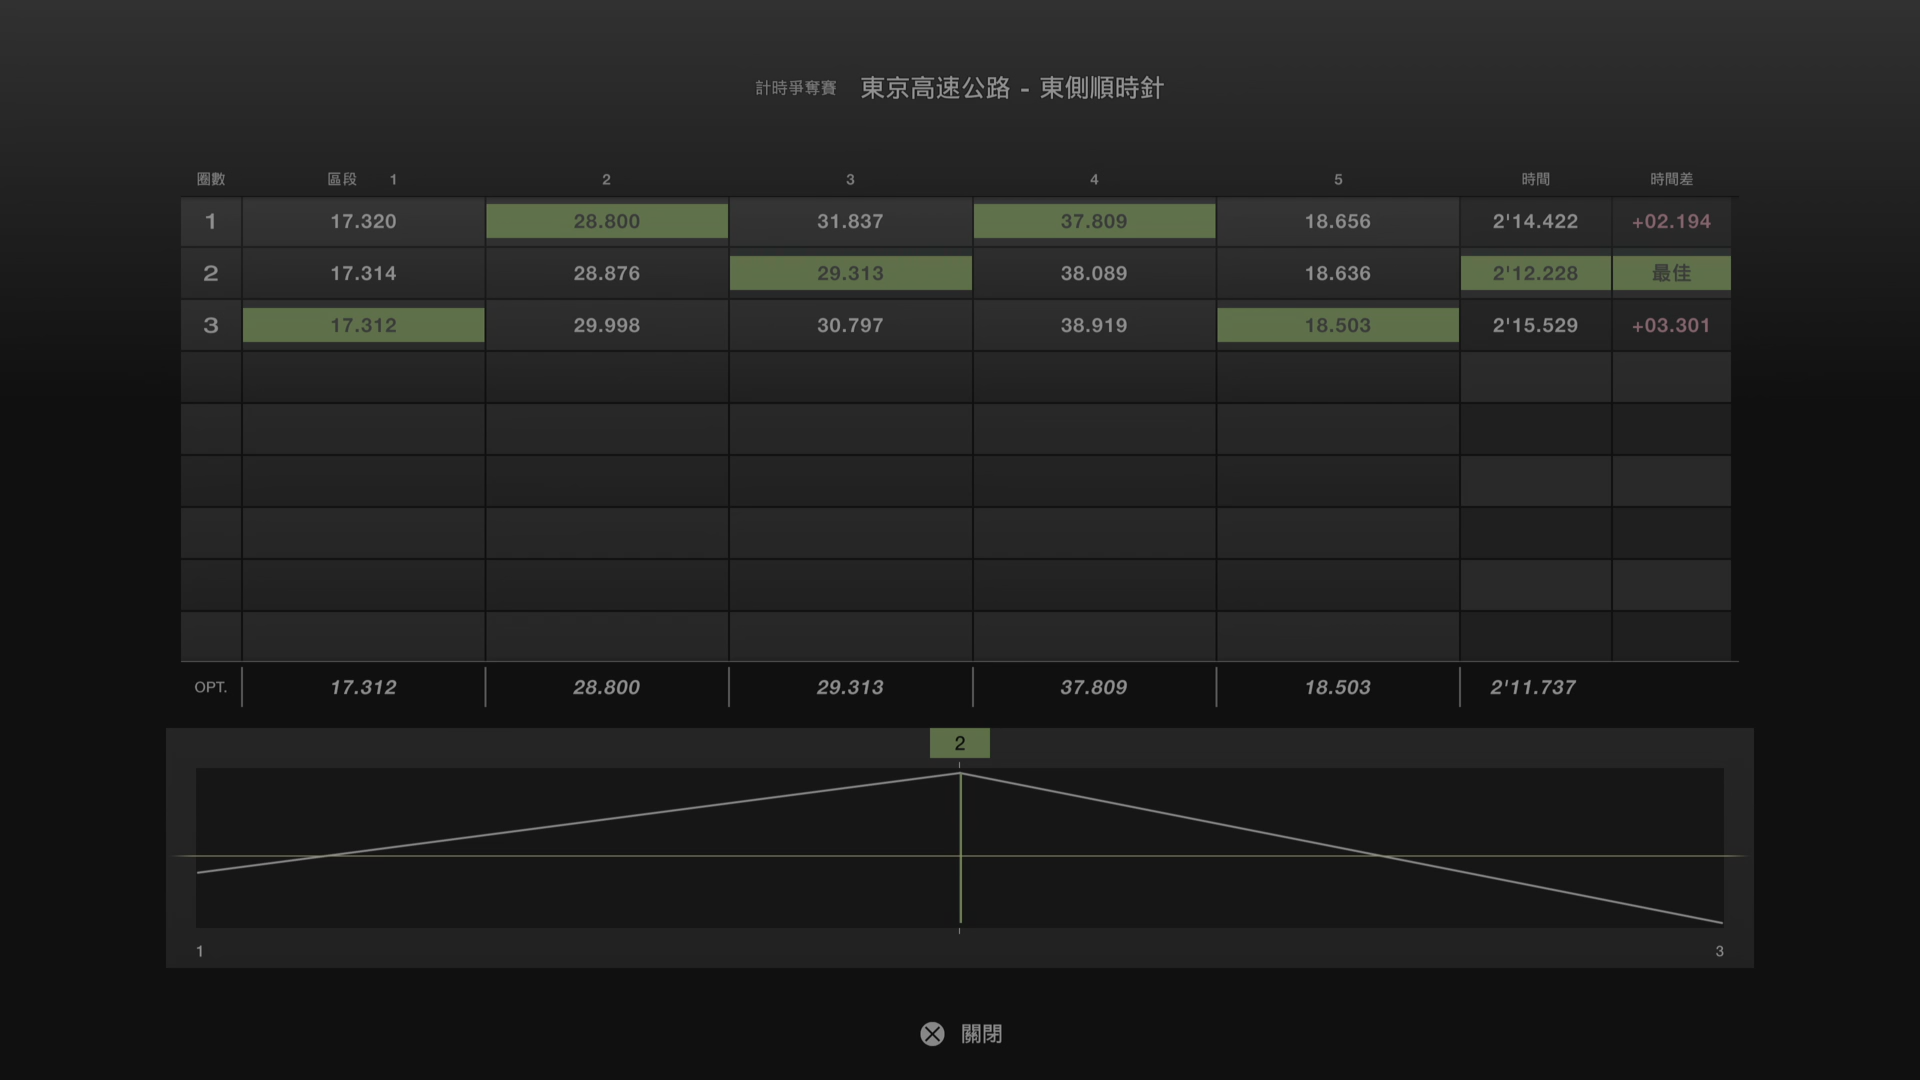 計時爭奪賽 東京高速公路 - 東側順時針
圈數 區段 1 2 3 4 5 時間 時間差
1 17.320 28.800 31.837 37.809 18.656 2'14.422 +02.194
2 17.314 28.876 29.313 38.089 18.636 2'12.228 最佳
3 17.312 29.998 30.797 38.919 18.503 2'15.529 +03.301
OPT. 17.312 28.800 29.313 37.809 18.503 2'11.737
2
1 3
關閉